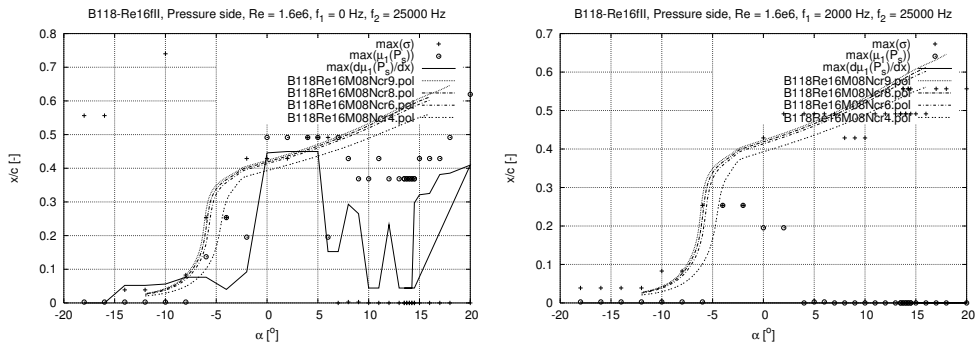 B118-Re16fII, Pressure side, Re = 1.6e6, f1 = 0 Hz, f2 = 25000 Hz
max(σ)
max(μ1(Ps))
max(dμ1(Ps)/dx)
B118Re16M08Ncr9.pol
B118Re16M08Ncr8.pol
B118Re16M08Ncr6.pol
B118Re16M08Ncr4.pol
0.8
0.7
0.6
0.5
0.4
0.3
0.2
0.1
0
x/c [-]
-20 -15 -10 -5 0 5 10 15 20
α [°]
B118-Re16fII, Pressure side, Re = 1.6e6, f1 = 2000 Hz, f2 = 25000 Hz
max(σ)
max(μ1(Ps))
max(dμ1(Ps)/dx)
B118Re16M08Ncr9.pol
B118Re16M08Ncr8.pol
B118Re16M08Ncr6.pol
B118Re16M08Ncr4.pol
0.7
0.6
0.5
0.4
0.3
0.2
0.1
0
x/c [-]
-20 -15 -10 -5 0 5 10 15 20
α [°]